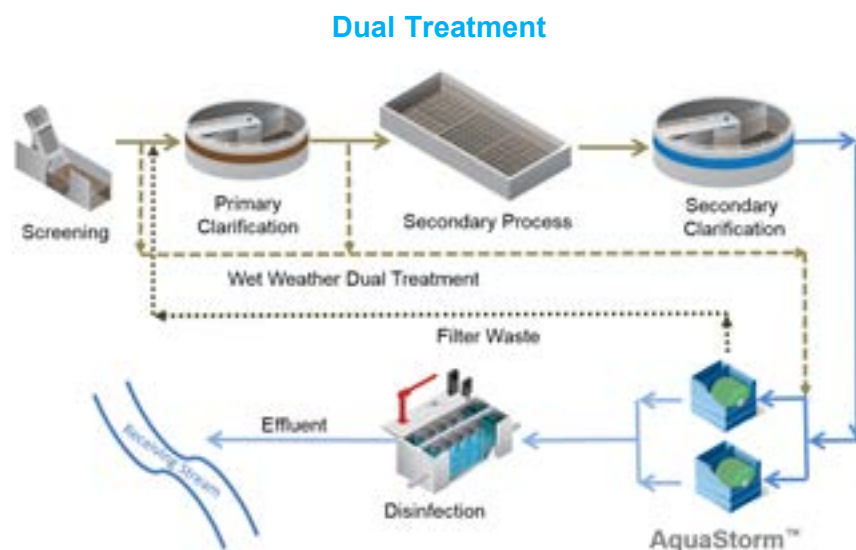 Dual Treatment
Screening
Primary
Clarification
Secondary Process
Secondary
Clarification
Wet Weather Dual Treatment
Filter Waste
Effluent
Receiving Stream
Disinfection
AquaStorm™